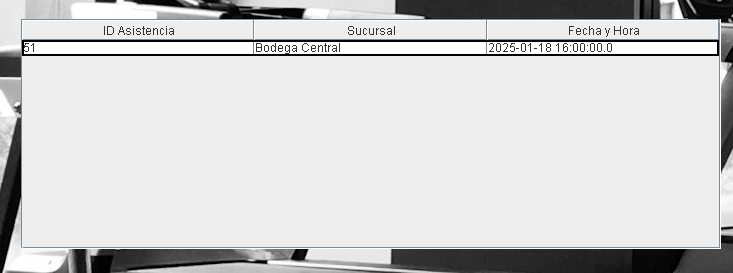 ID Asistencia Sucursal Fecha y Hora
51 Bodega Central 2025-01-18 16:00:00.0